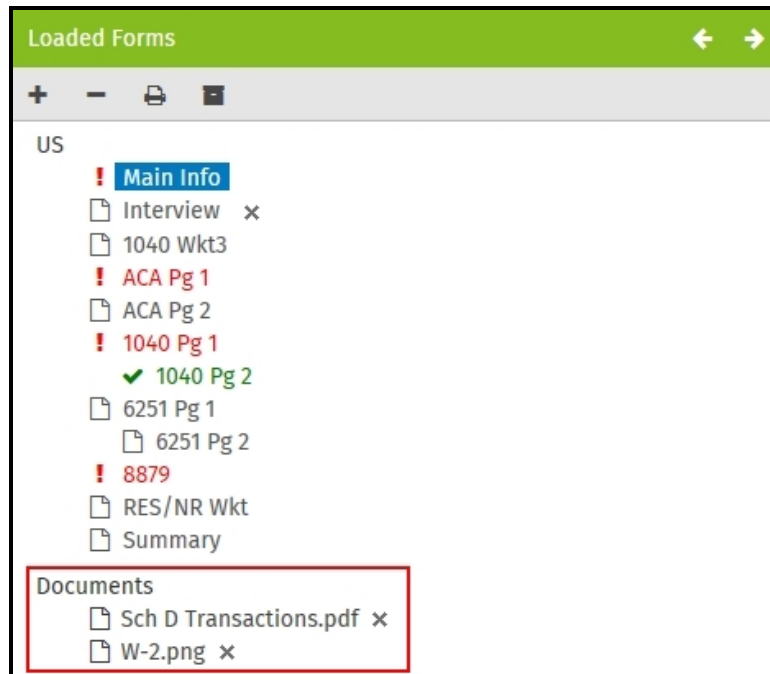 Loaded Forms
US
Main Info
Interview
1040 Wkt3
ACA Pg 1
ACA Pg 2
1040 Pg 1
1040 Pg 2
6251 Pg 1
6251 Pg 2
8879
RES/NR Wkt
Summary
Documents
Sch D Transactions.pdf
W-2.png